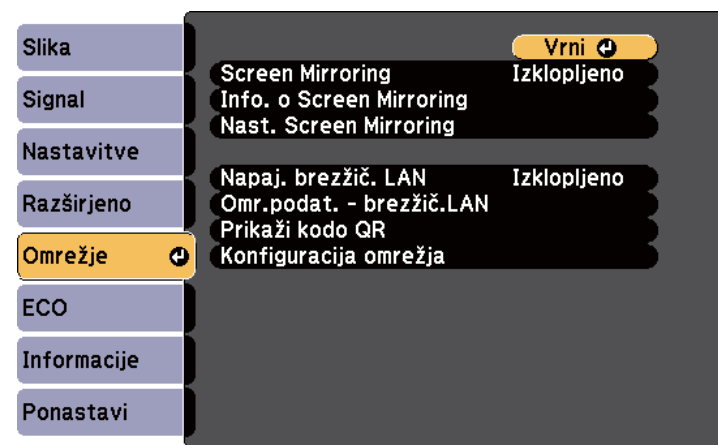 Slika
Signal
Nastavitve
Razširjeno
Omrežje
ECO
Informacije
Ponastavi
Vrni
Screen Mirroring Izklopljeno
Info. o Screen Mirroring
Nast. Screen Mirroring
Napaj. brezžič. LAN Izklopljeno
Omr.podat. - brezžič.LAN
Prikaži kodo QR
Konfiguracija omrežja